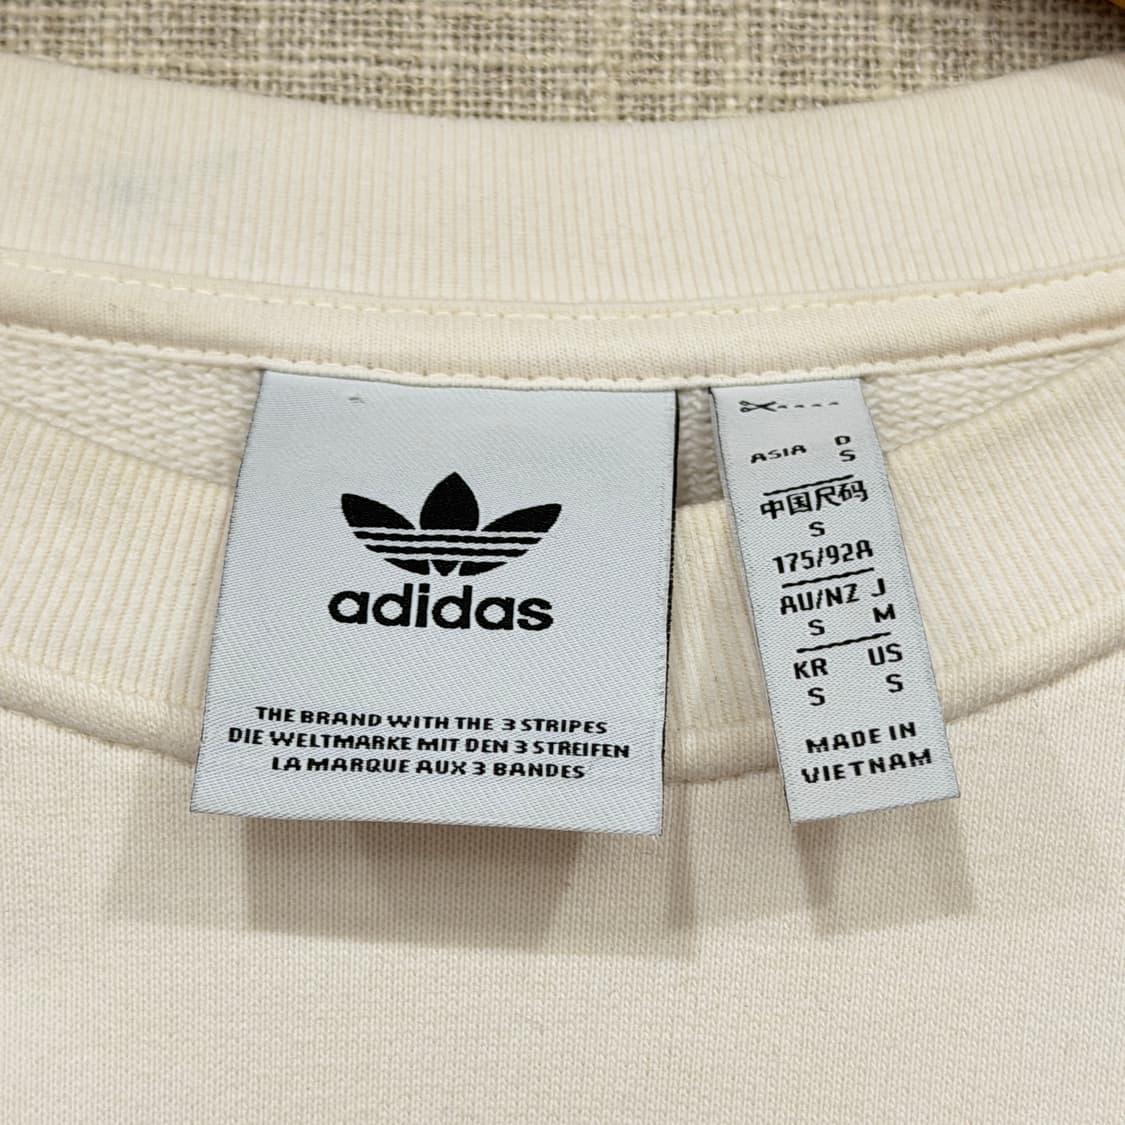 adidas
THE BRAND WITH THE 3 STRIPES
DIE WELTMARKE MIT DEN 3 STREIFEN
LA MARQUE AUX 3 BANDES
ASIA D
S
中国尺码
S
175/92A
AU/NZ J
S M
KR US
S S
MADE IN
VIETNAM